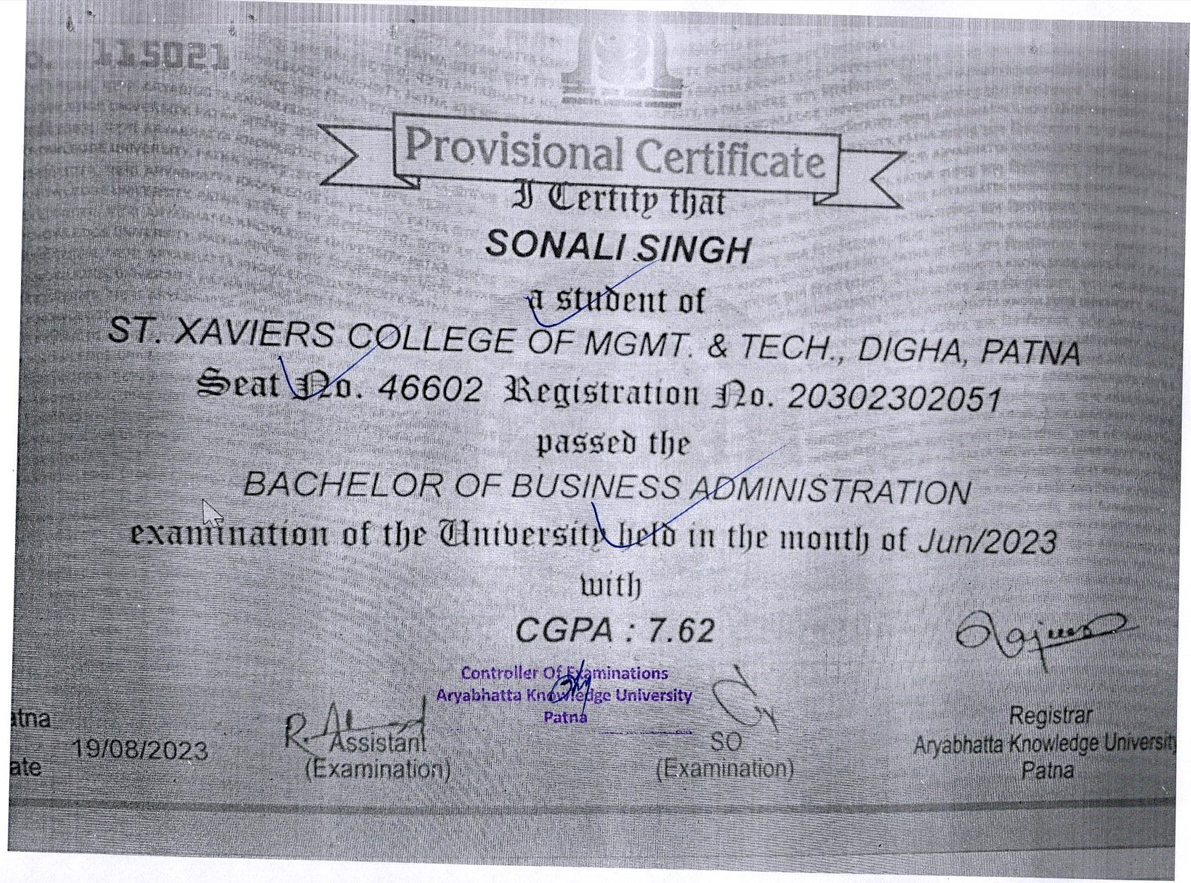 o. 115021
Provisional Certificate
I Certify that
SONALI SINGH
a student of
ST. XAVIERS COLLEGE OF MGMT. & TECH., DIGHA, PATNA
Seat No. 46602 Registration No. 20302302051
passed the
BACHELOR OF BUSINESS ADMINISTRATION
examination of the University held in the month of Jun/2023
with
CGPA : 7.62
Controller Of Examinations
Aryabhatta Knowledge University
Patna
atna
ate 19/08/2023
Assistant
(Examination)
SO
(Examination)
Registrar
Aryabhatta Knowledge University
Patna